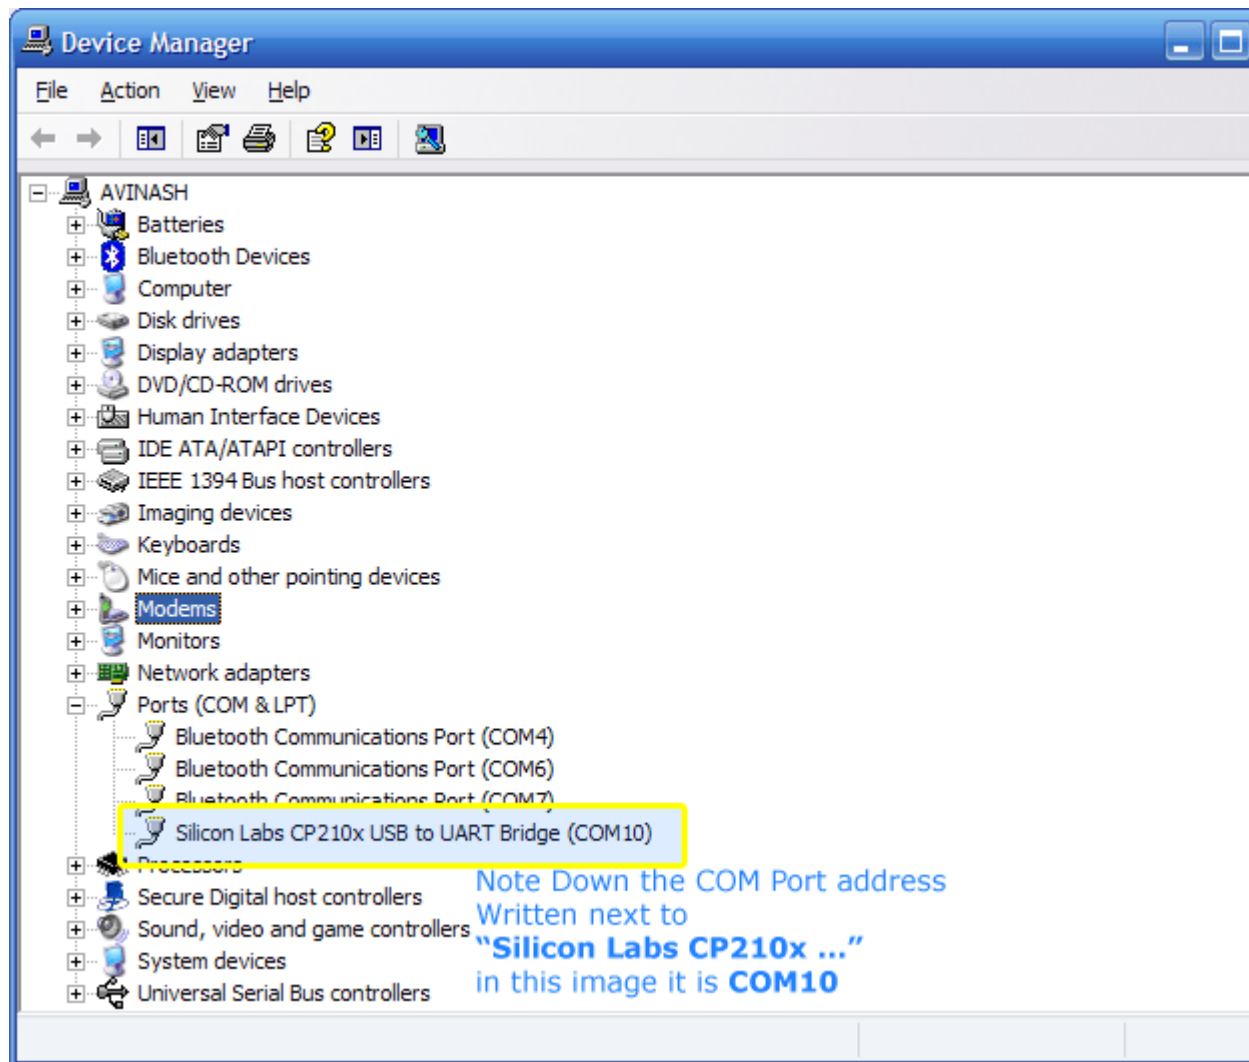 Device Manager
File Action View Help
AVINASH
Batteries
Bluetooth Devices
Computer
Disk drives
Display adapters
DVD/CD-ROM drives
Human Interface Devices
IDE ATA/ATAPI controllers
IEEE 1394 Bus host controllers
Imaging devices
Keyboards
Mice and other pointing devices
Modems
Monitors
Network adapters
Ports (COM & LPT)
Bluetooth Communications Port (COM4)
Bluetooth Communications Port (COM6)
Bluetooth Communications Port (COM7)
Silicon Labs CP210x USB to UART Bridge (COM10)
Processors
Secure Digital host controllers
Sound, video and game controllers
System devices
Universal Serial Bus controllers
Note Down the COM Port address
Written next to
“Silicon Labs CP210x ...”
in this image it is COM10